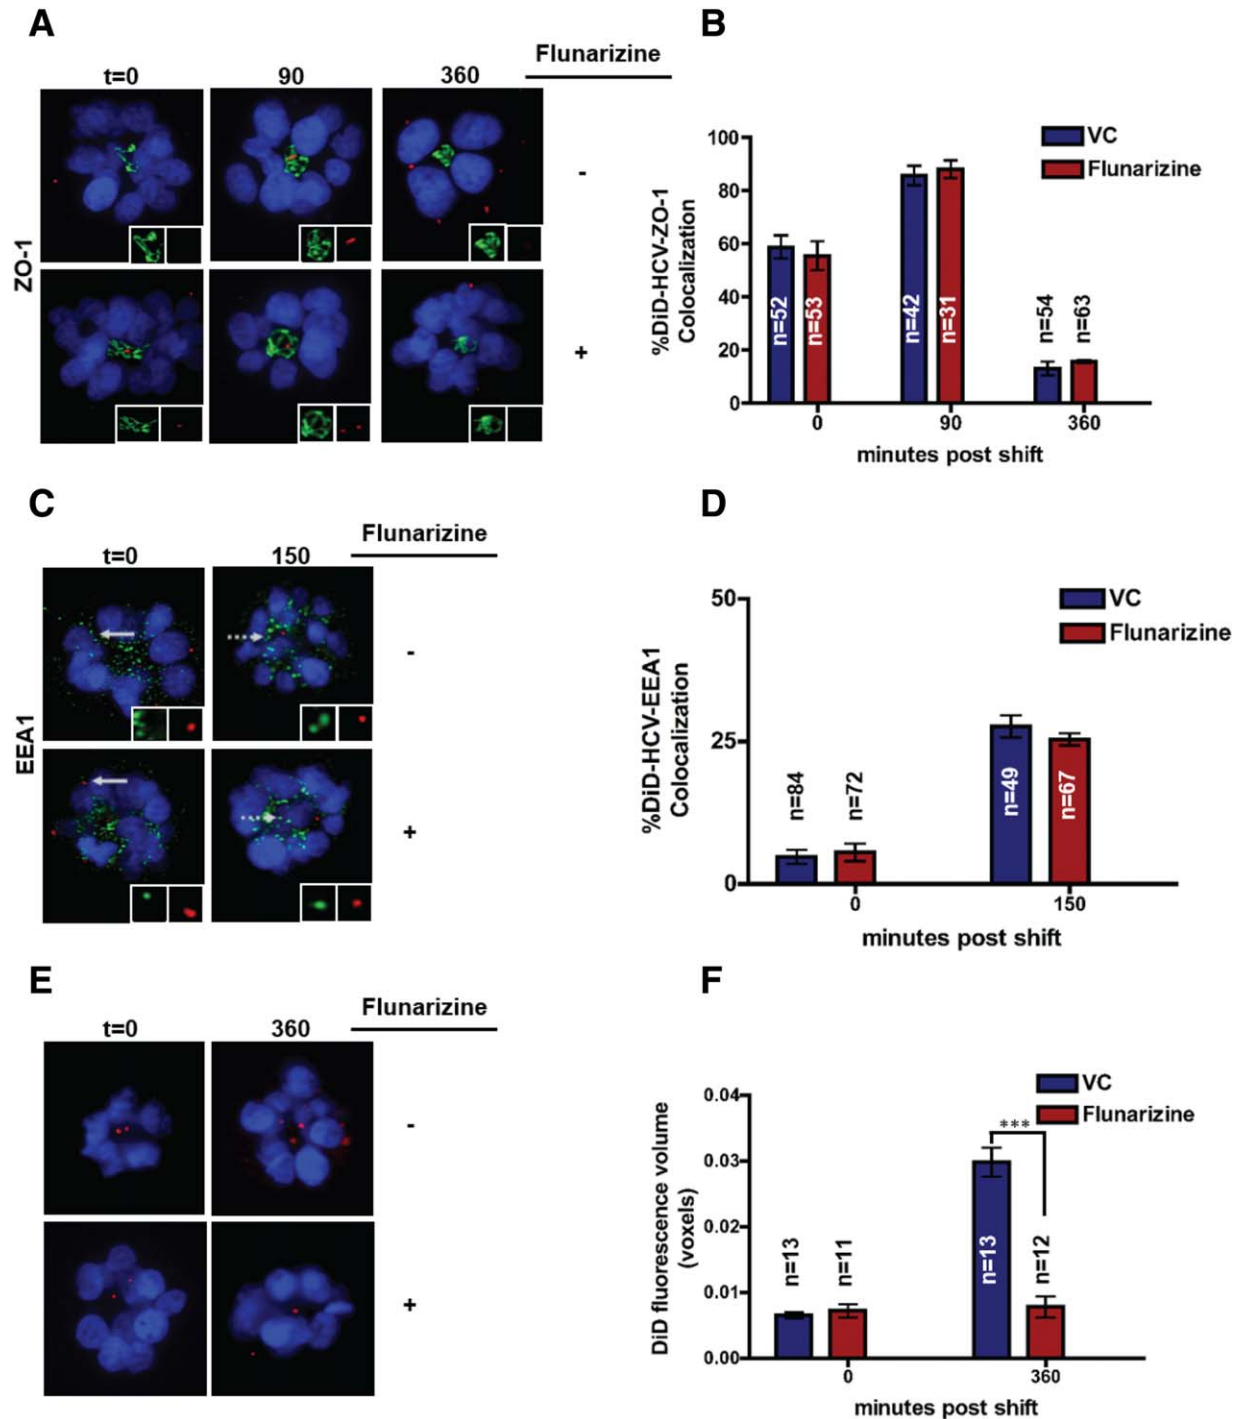 A
Flunarizine
t=0 90 360
ZO-1
-
+
B
%DiD-HCV-ZO-1
Colocalization
100
80
60
40
20
0
VC
Flunarizine
n=52
n=53
n=42
n=31
n=54
n=63
0 90 360
minutes post shift
C
Flunarizine
t=0 150
EEA1
-
+
D
%DiD-HCV-EEA1
Colocalization
50
25
0
VC
Flunarizine
n=84
n=72
n=49
n=67
0 150
minutes post shift
E
Flunarizine
t=0 360
-
+
F
DiD fluorescence volume
(voxels)
0.04
0.03
0.02
0.01
0.00
VC
Flunarizine
***
n=13
n=11
n=13
n=12
0 360
minutes post shift